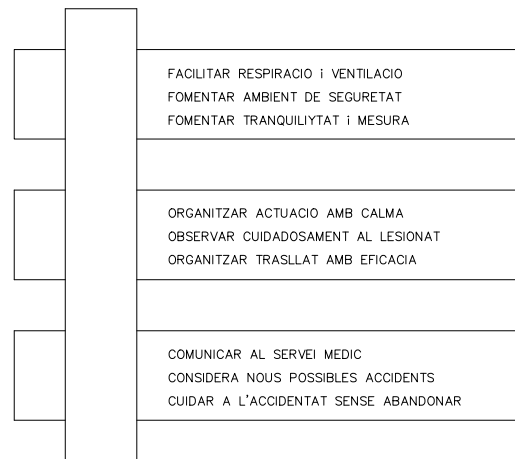 FACILITAR RESPIRACIO i VENTILACIO
FOMENTAR AMBIENT DE SEGURETAT
FOMENTAR TRANQUILIYTAT i MESURA
ORGANITZAR ACTUACIO AMB CALMA
OBSERVAR CUIDADOSAMENT AL LESIONAT
ORGANITZAR TRASLLAT AMB EFICACIA
COMUNICAR AL SERVEI MEDIC
CONSIDERA NOUS POSSIBLES ACCIDENTS
CUIDAR A L'ACCIDENTAT SENSE ABANDONAR